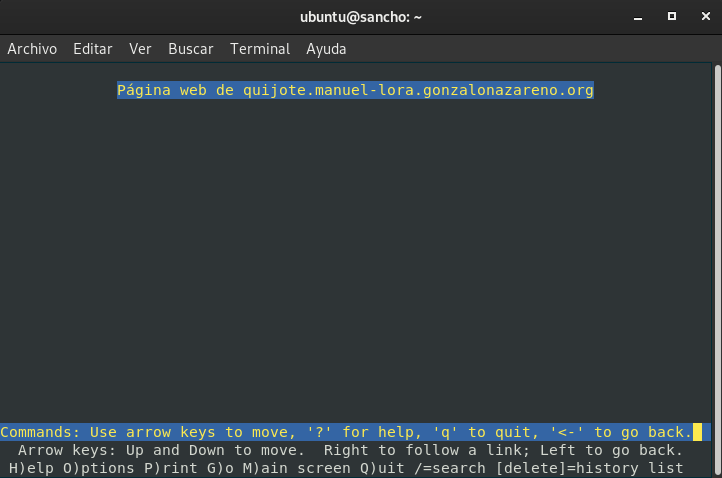 ubuntu@sancho: ~
Archivo Editar Ver Buscar Terminal Ayuda
Página web de quijote.manuel-lora.gonzalonazareno.org
Commands: Use arrow keys to move, '?' for help, 'q' to quit, '<-' to go back.
Arrow keys: Up and Down to move.  Right to follow a link; Left to go back.
H)elp O)ptions P)rint G)o M)ain screen Q)uit /=search [delete]=history list